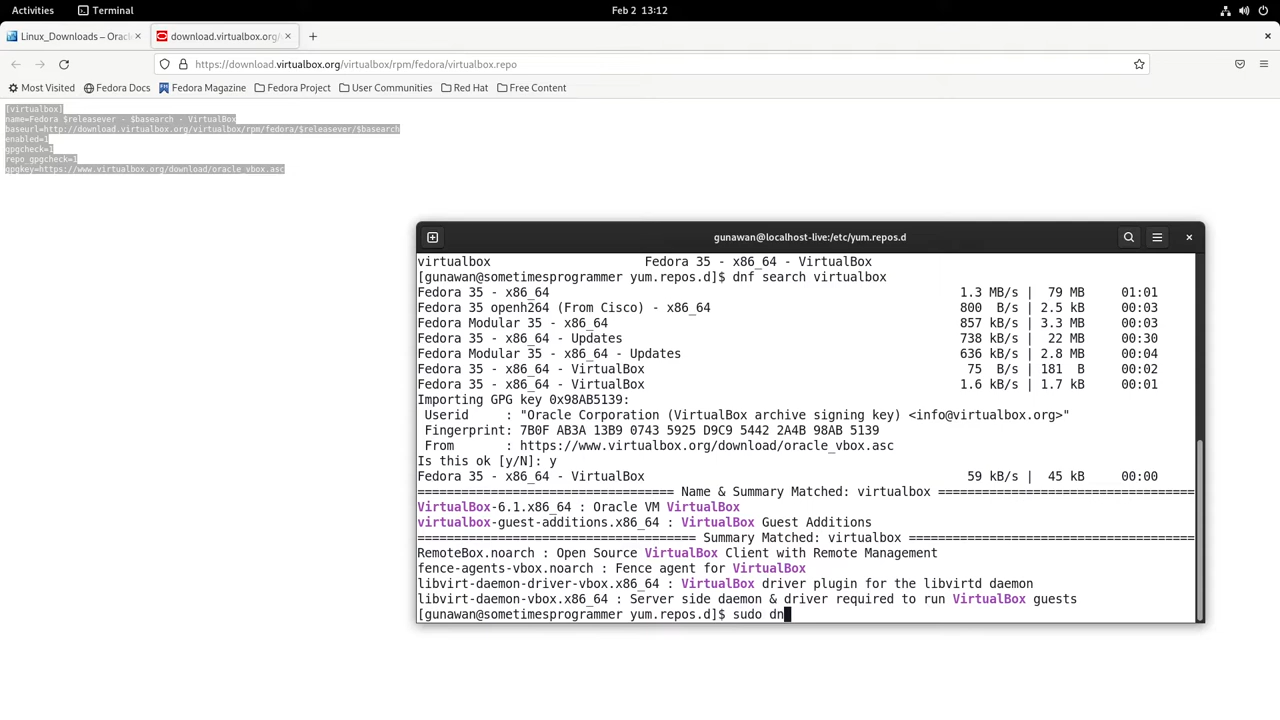 Activities Terminal Feb 2 13:12
Linux_Downloads – Orac download.virtualbox.org/
https://download.virtualbox.org/virtualbox/rpm/fedora/virtualbox.repo
Most Visited Fedora Docs Fedora Magazine Fedora Project User Communities Red Hat Free Content
[virtualbox]
name=Fedora $releasever - $basearch - VirtualBox
baseurl=http://download.virtualbox.org/virtualbox/rpm/fedora/$releasever/$basearch
enabled=1
gpgcheck=1
repo_gpgcheck=1
gpgkey=https://www.virtualbox.org/download/oracle_vbox.asc
gunawan@localhost-live:/etc/yum.repos.d
virtualbox Fedora 35 - x86_64 - VirtualBox
[gunawan@sometimesprogrammer yum.repos.d]$ dnf search virtualbox
Fedora 35 - x86_64 1.3 MB/s | 79 MB 01:01
Fedora 35 openh264 (From Cisco) - x86_64 800 B/s | 2.5 kB 00:03
Fedora Modular 35 - x86_64 857 kB/s | 3.3 MB 00:03
Fedora 35 - x86_64 - Updates 738 kB/s | 22 MB 00:30
Fedora Modular 35 - x86_64 - Updates 636 kB/s | 2.8 MB 00:04
Fedora 35 - x86_64 - VirtualBox 75 B/s | 181 B 00:02
Fedora 35 - x86_64 - VirtualBox 1.6 kB/s | 1.7 kB 00:01
Importing GPG key 0x98AB5139:
Userid : "Oracle Corporation (VirtualBox archive signing key) <info@virtualbox.org>"
Fingerprint: 7B0F AB3A 13B9 0743 5925 D9C9 5442 2A4B 98AB 5139
From : https://www.virtualbox.org/download/oracle_vbox.asc
Is this ok [y/N]: y
Fedora 35 - x86_64 - VirtualBox 59 kB/s | 45 kB 00:00
=================================== Name & Summary Matched: virtualbox ===================================
VirtualBox-6.1.x86_64 : Oracle VM VirtualBox
virtualbox-guest-additions.x86_64 : VirtualBox Guest Additions
====================================== Summary Matched: virtualbox =======================================
RemoteBox.noarch : Open Source VirtualBox Client with Remote Management
fence-agents-vbox.noarch : Fence agent for VirtualBox
libvirt-daemon-driver-vbox.x86_64 : VirtualBox driver plugin for the libvirtd daemon
libvirt-daemon-vbox.x86_64 : Server side daemon & driver required to run VirtualBox guests
[gunawan@sometimesprogrammer yum.repos.d]$ sudo dn